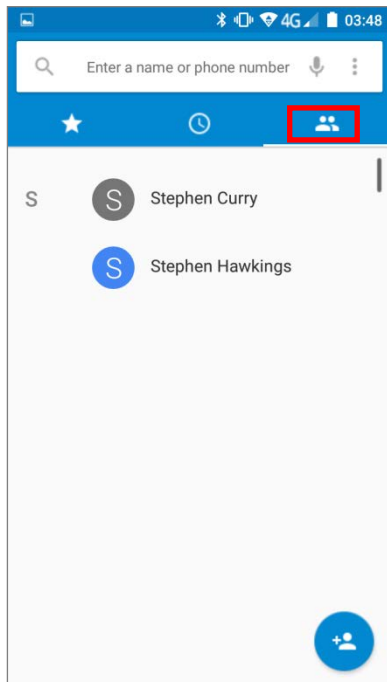 4G 03:48
Enter a name or phone number
S S Stephen Curry
S Stephen Hawkings